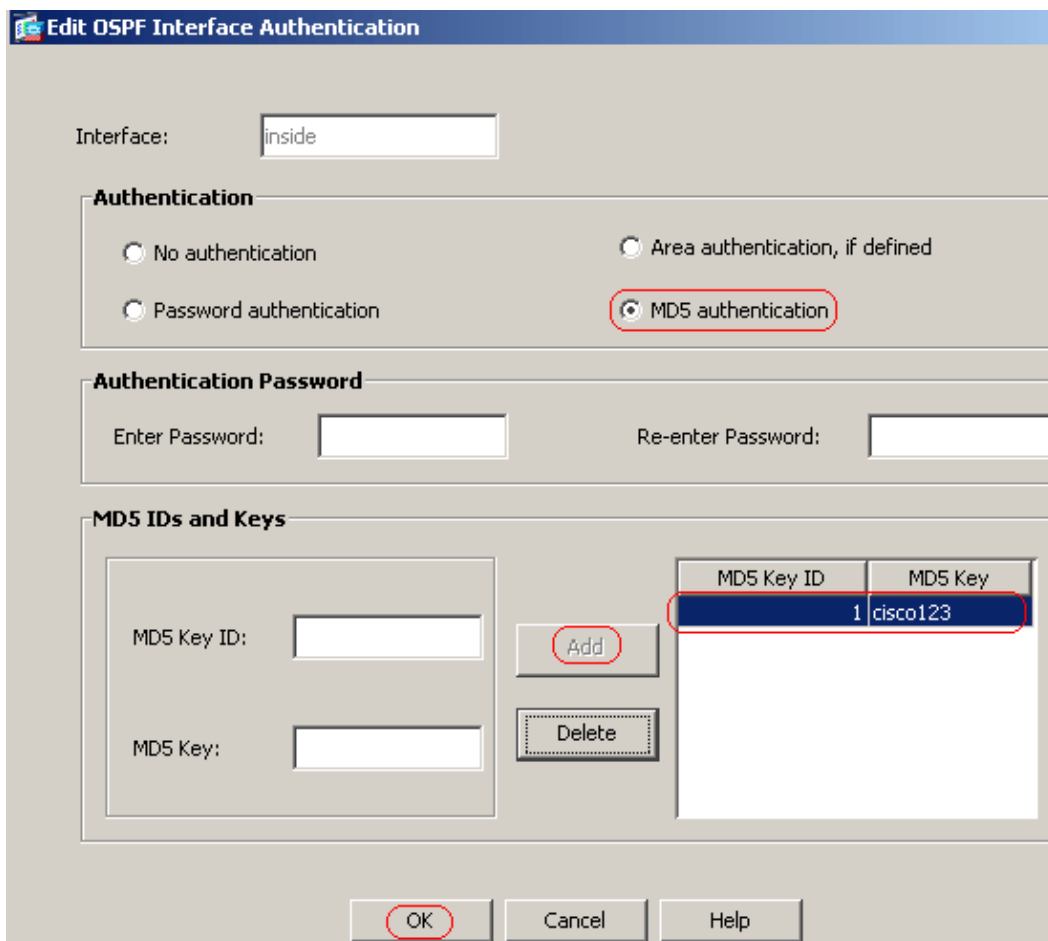 Edit OSPF Interface Authentication
Interface:
inside
Authentication
No authentication
Area authentication, if defined
Password authentication
MD5 authentication
Authentication Password
Enter Password:
Re-enter Password:
MD5 IDs and Keys
MD5 Key ID:
MD5 Key:
Add
Delete
MD5 Key ID MD5 Key
1 cisco123
OK Cancel Help